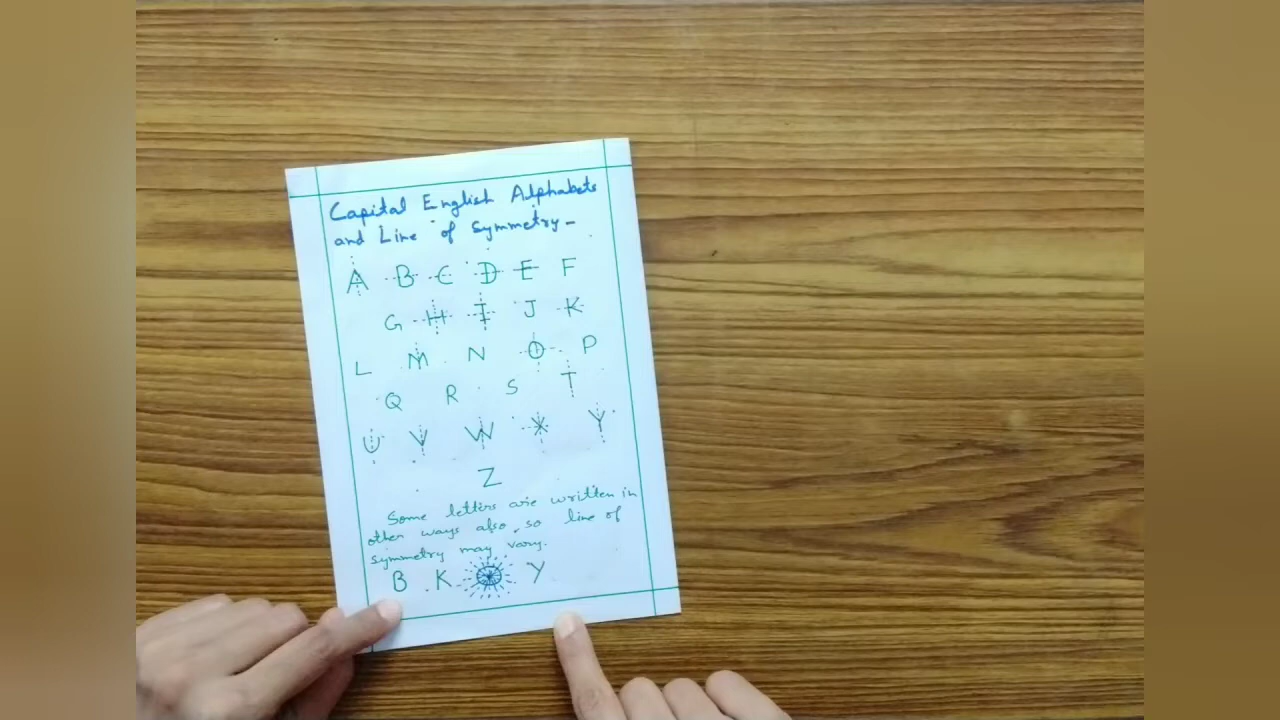 Capital English Alphabets
and Line of Symmetry-
A B C D E F
G H I J K
L M N O P
Q R S T
U V W X Y
Z
Some letters are written in
other ways also, so line of
symmetry may vary.
B K O Y